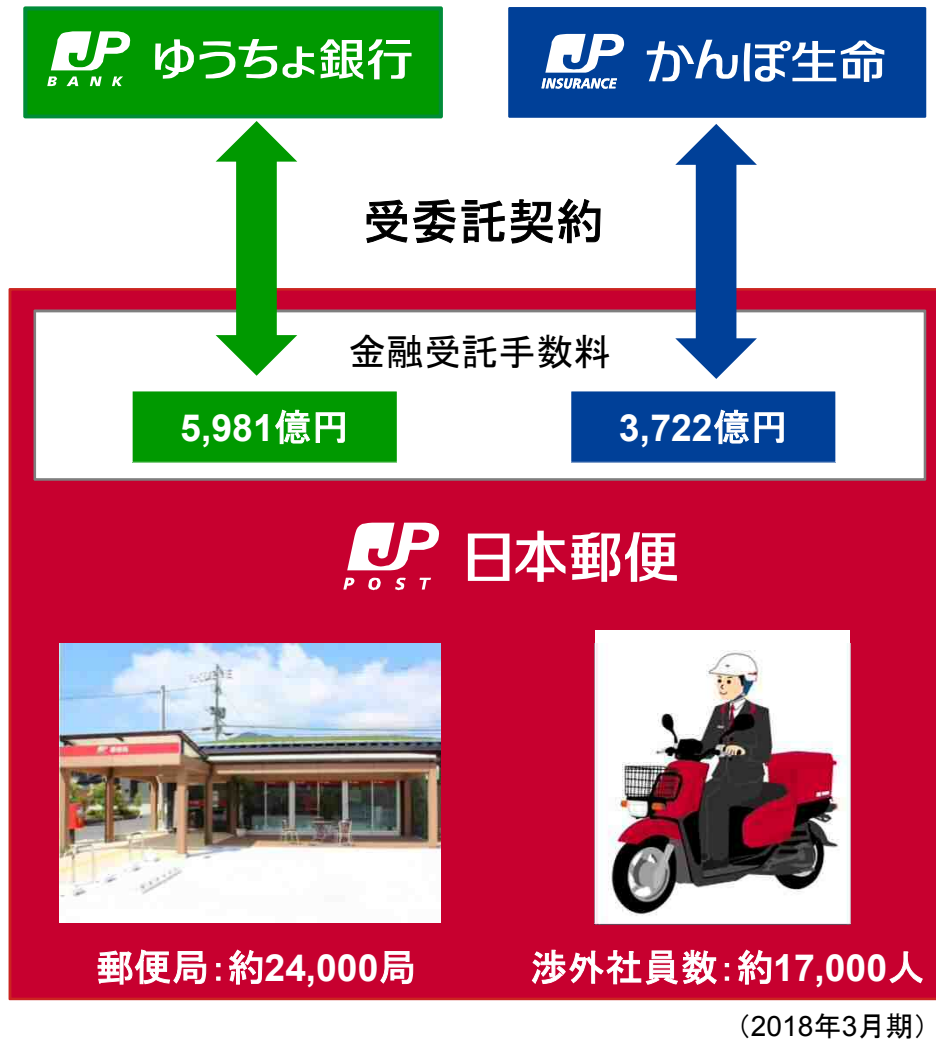 JP BANK ゆうちょ銀行
JP INSURANCE かんぽ生命
受委託契約
金融受託手数料
5,981億円
3,722億円
JP POST 日本郵便
郵便局
郵便局：約24,000局
渉外社員数：約17,000人
（2018年3月期）